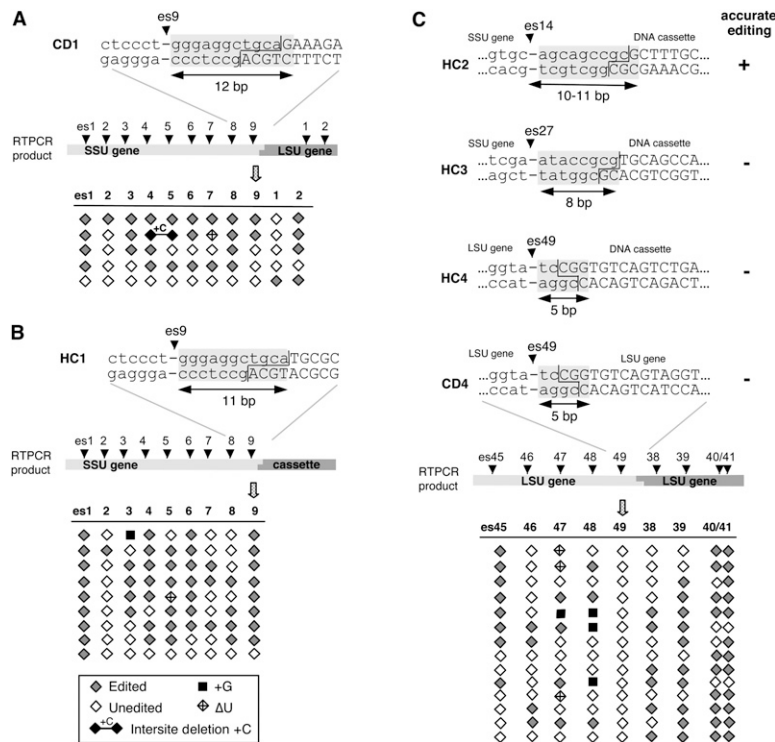 A
es9
CD1
ctccct-gggaggctgcaGAAAGA
gaggga-ccctccgACGTCTTTCT
12 bp
RTPCR product
es1 2 3 4 5 6 7 8 9 1 2
SSU gene LSU gene
es1 2 3 4 5 6 7 8 9 1 2
+C
B
es9
HC1
ctccct-gggaggctgcaTGCGC
gaggga-ccctccgACGTACGCG
11 bp
RTPCR product
es1 2 3 4 5 6 7 8 9
SSU gene cassette
es1 2 3 4 5 6 7 8 9
Edited +G
Unedited ΔU
+C Intersite deletion +C
C
accurate editing
es14
SSU gene DNA cassette
HC2
...gtgc-agcagccgcGCTTTGC...
...cacg-tcgtcggCGCGAAACG...
+
10-11 bp
es27
SSU gene DNA cassette
HC3
...tcga-ataccgcgTGCAGCCA...
...agct-tatggcGCACGTCGGT...
-
8 bp
es49
LSU gene DNA cassette
HC4
...ggta-tcCGGTGTCAGTCTGA...
...ccat-aggcCACAGTCAGACT...
-
5 bp
es49
LSU gene LSU gene
CD4
...ggta-tcCGGTGTCAGTAGGT...
...ccat-aggcCACAGTCATCCA...
-
5 bp
RTPCR product
es45 46 47 48 49 38 39 40/41
LSU gene LSU gene
es45 46 47 48 49 38 39 40/41